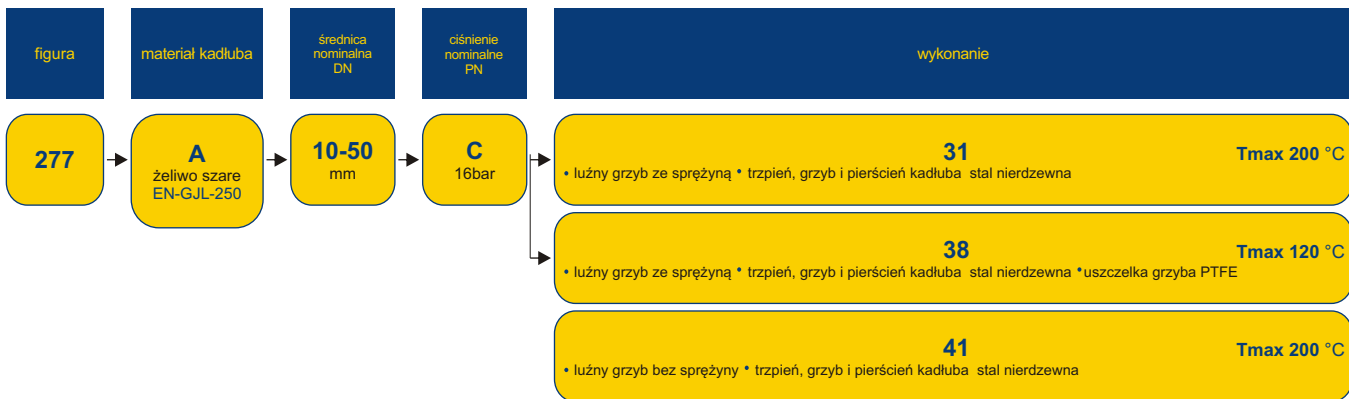 figura
materiał kadłuba
średnica
nominalna
DN
ciśnienie
nominalne
PN
wykonanie
277
A
żeliwo szare
EN-GJL-250
10-50
mm
C
16bar
31 Tmax 200 °C
• luźny grzyb ze sprężyną • trzpień, grzyb i pierścień kadłuba stal nierdzewna
38 Tmax 120 °C
• luźny grzyb ze sprężyną • trzpień, grzyb i pierścień kadłuba stal nierdzewna •uszczelka grzyba PTFE
41 Tmax 200 °C
• luźny grzyb bez sprężyny • trzpień, grzyb i pierścień kadłuba stal nierdzewna